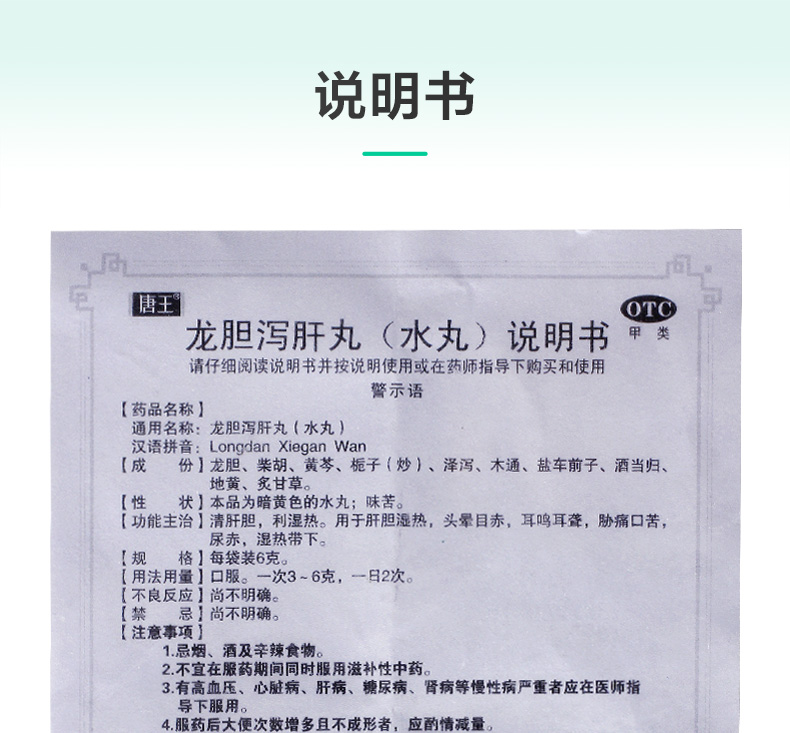 说明书
唐王®
OTC
甲 类
龙胆泻肝丸（水丸）说明书
请仔细阅读说明书并按说明使用或在药师指导下购买和使用
警示语
【药品名称】
通用名称：龙胆泻肝丸（水丸）
汉语拼音：Longdan Xiegan Wan
【成　　份】龙胆、柴胡、黄芩、栀子（炒）、泽泻、木通、盐车前子、酒当归、
地黄、炙甘草。
【性　　状】本品为暗黄色的水丸；味苦。
【功能主治】清肝胆，利湿热。用于肝胆湿热，头晕目赤，耳鸣耳聋，胁痛口苦，
尿赤，湿热带下。
【规　　格】每袋装6克。
【用法用量】口服。一次3～6克，一日2次。
【不良反应】尚不明确。
【禁　　忌】尚不明确。
【注意事项】
1.忌烟、酒及辛辣食物。
2.不宜在服药期间同时服用滋补性中药。
3.有高血压、心脏病、肝病、糖尿病、肾病等慢性病严重者应在医师指
导下服用。
4.服药后大便次数增多且不成形者，应酌情减量。